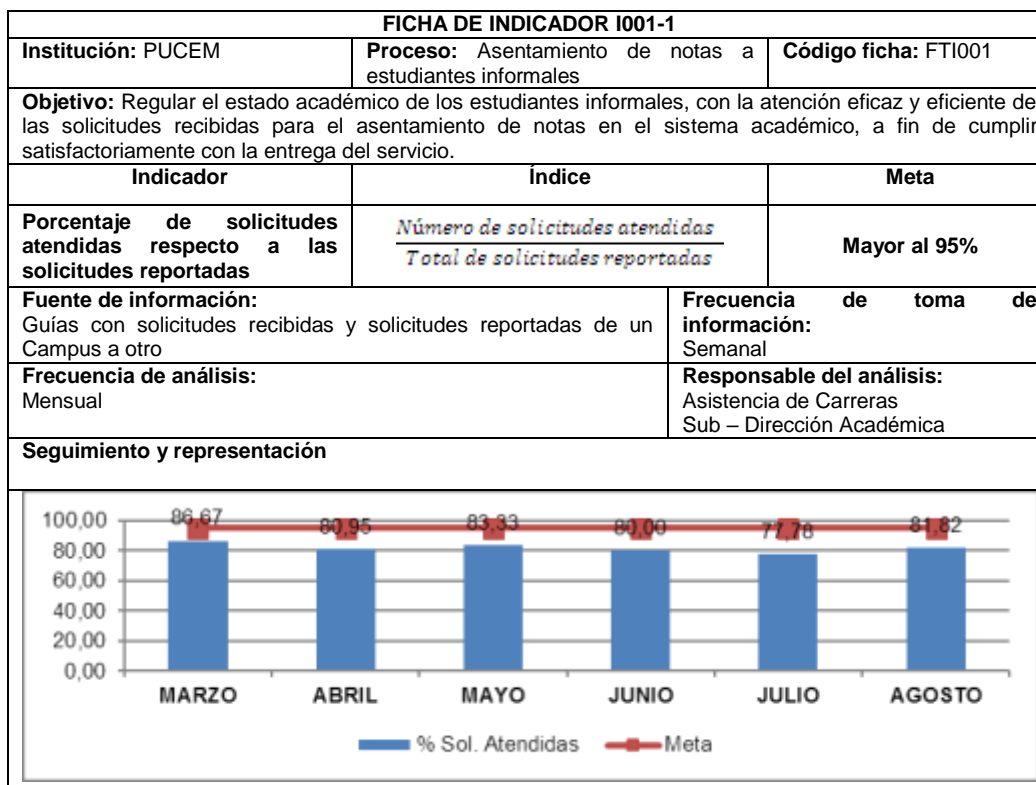 FICHA DE INDICADOR I001-1
Institución: PUCEM
Proceso: Asentamiento de notas a
estudiantes informales
Código ficha: FTI001
Objetivo: Regular el estado académico de los estudiantes informales, con la atención eficaz y eficiente de
las solicitudes recibidas para el asentamiento de notas en el sistema académico, a fin de cumplir
satisfactoriamente con la entrega del servicio.
Indicador
Índice
Meta
Porcentaje de solicitudes
atendidas respecto a las
solicitudes reportadas
Número de solicitudes atendidas
Total de solicitudes reportadas
Mayor al 95%
Fuente de información:
Guías con solicitudes recibidas y solicitudes reportadas de un
Campus a otro
Frecuencia de toma de
información:
Semanal
Frecuencia de análisis:
Mensual
Responsable del análisis:
Asistencia de Carreras
Sub – Dirección Académica
Seguimiento y representación
100,00
80,00
60,00
40,00
20,00
0,00
86,67 80,95 83,33 80,00 77,78 81,82
MARZO ABRIL MAYO JUNIO JULIO AGOSTO
% Sol. Atendidas Meta